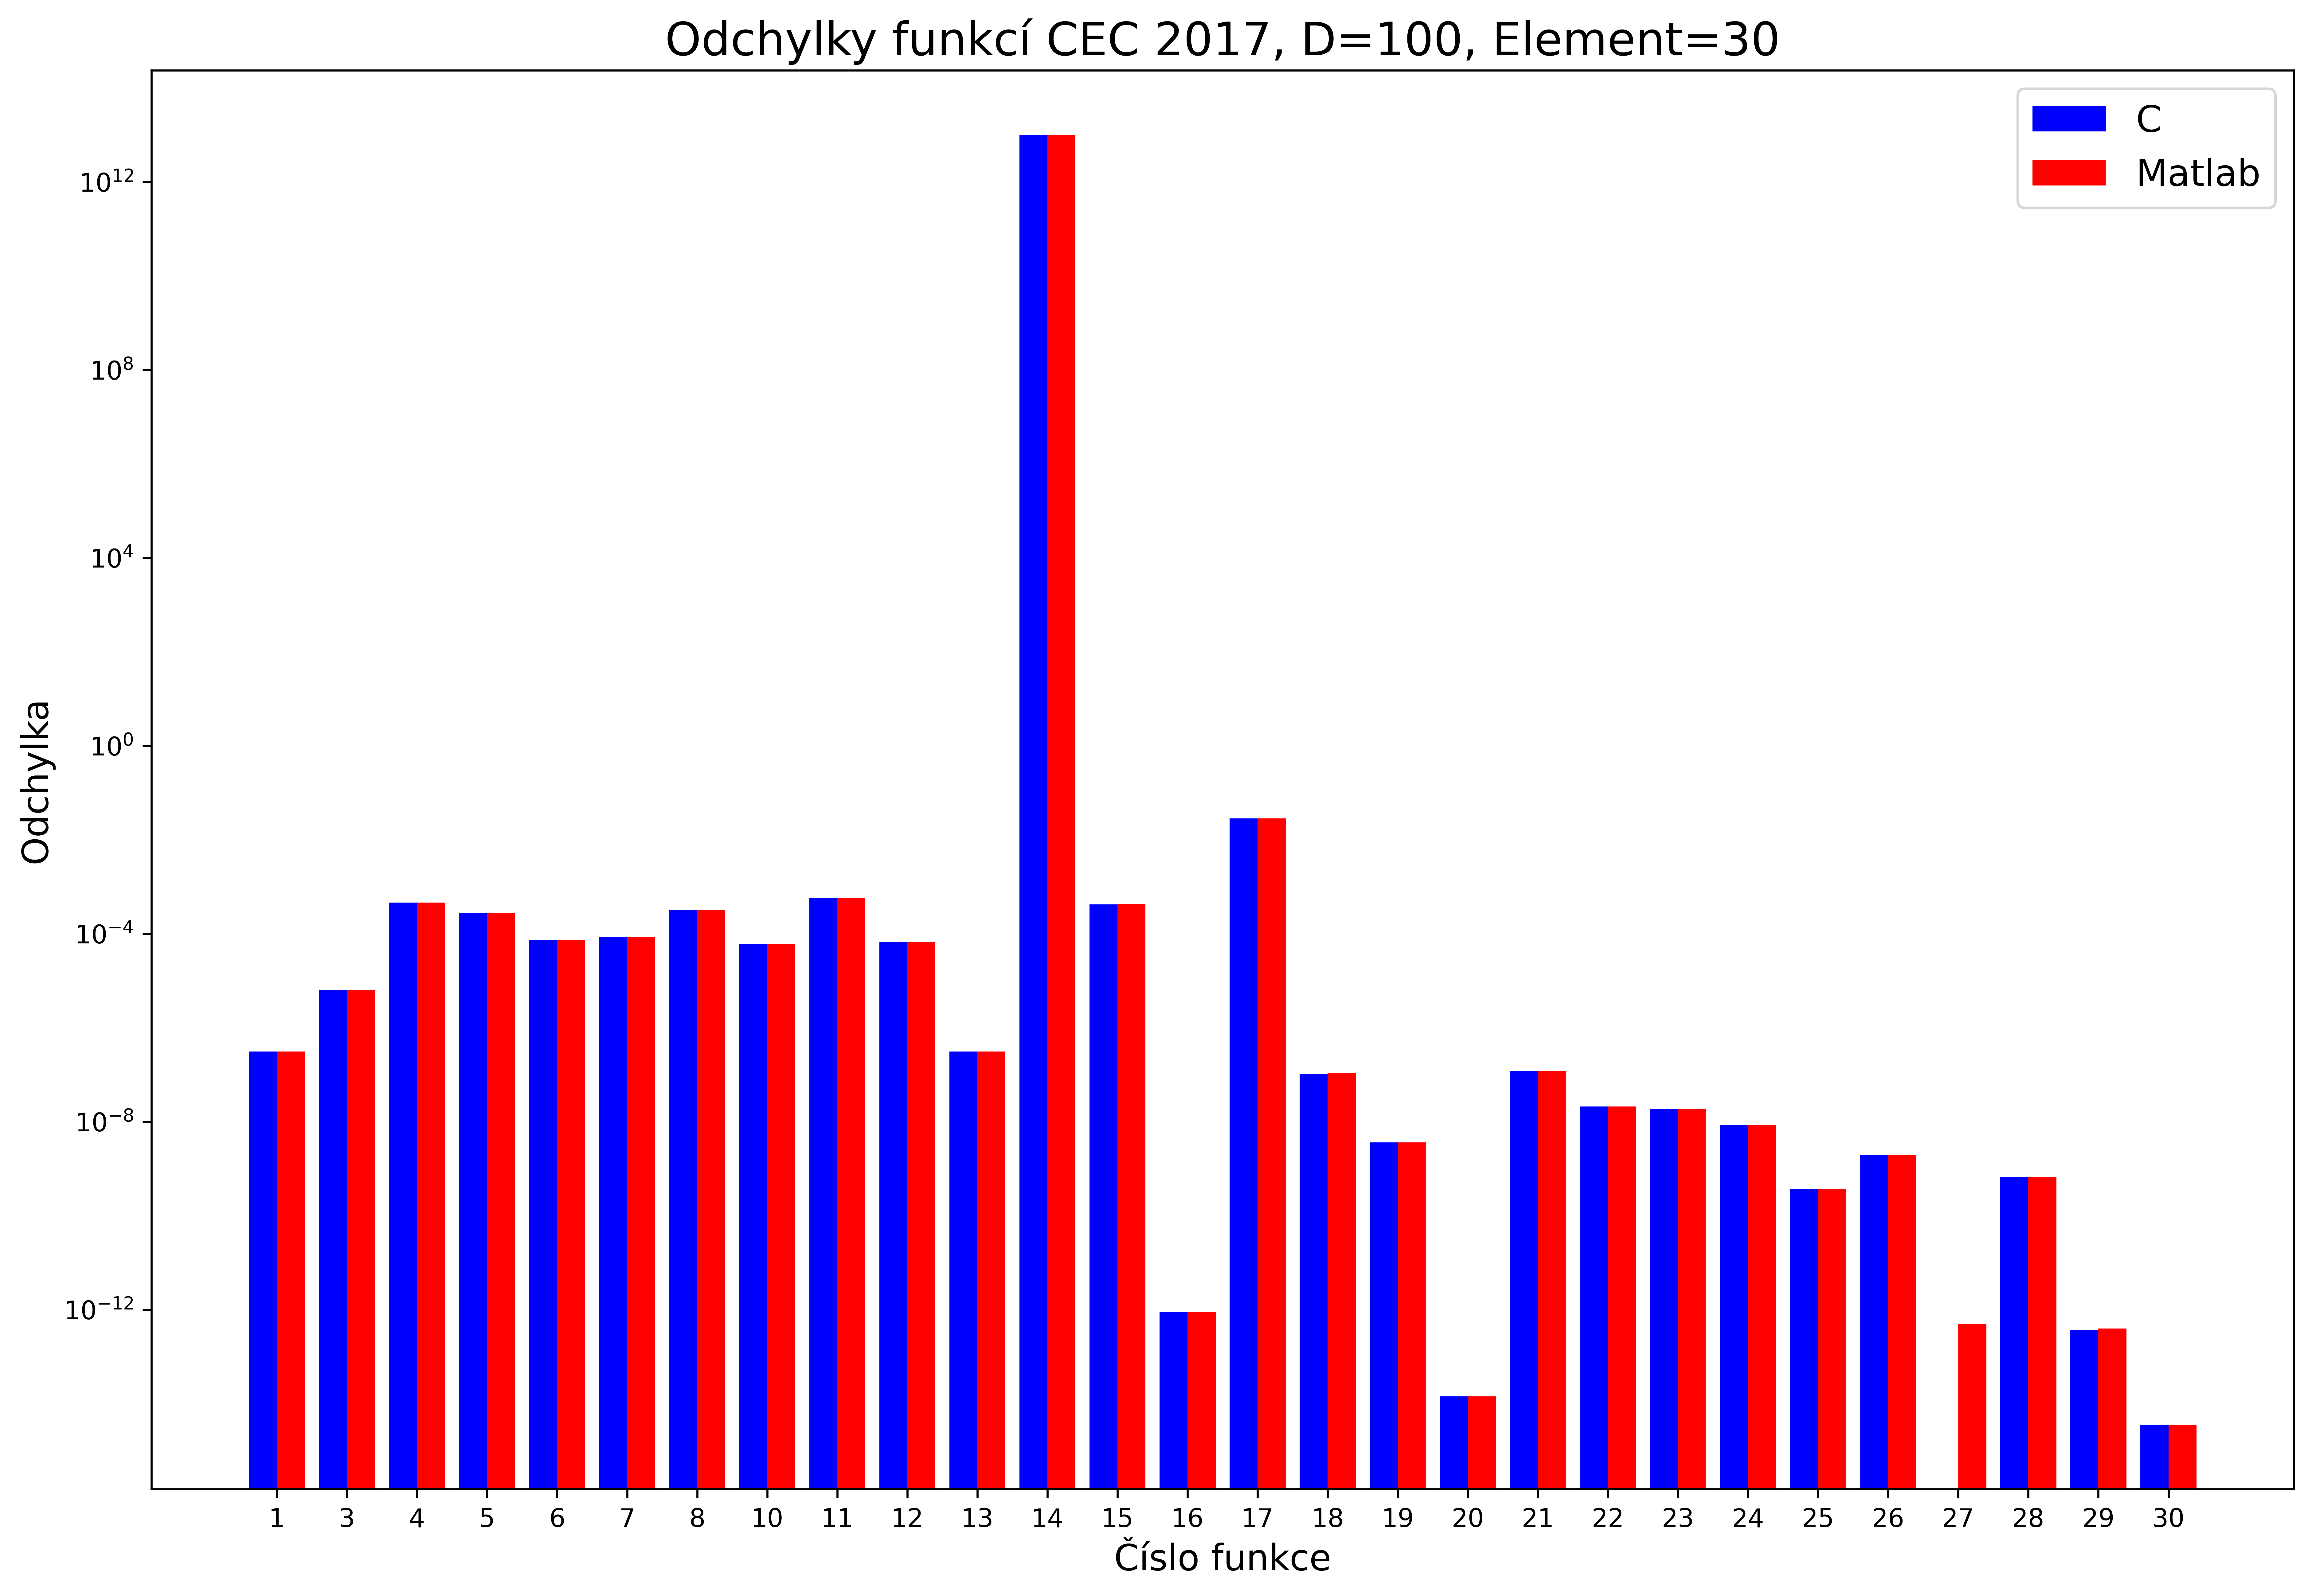 Odchylky funkcí CEC 2017, D=100, Element=30
C
Matlab
10^12
10^8
10^4
10^0
10^−4
10^−8
10^−12
Odchylka
1 3 4 5 6 7 8 10 11 12 13 14 15 16 17 18 19 20 21 22 23 24 25 26 27 28 29 30
Číslo funkce